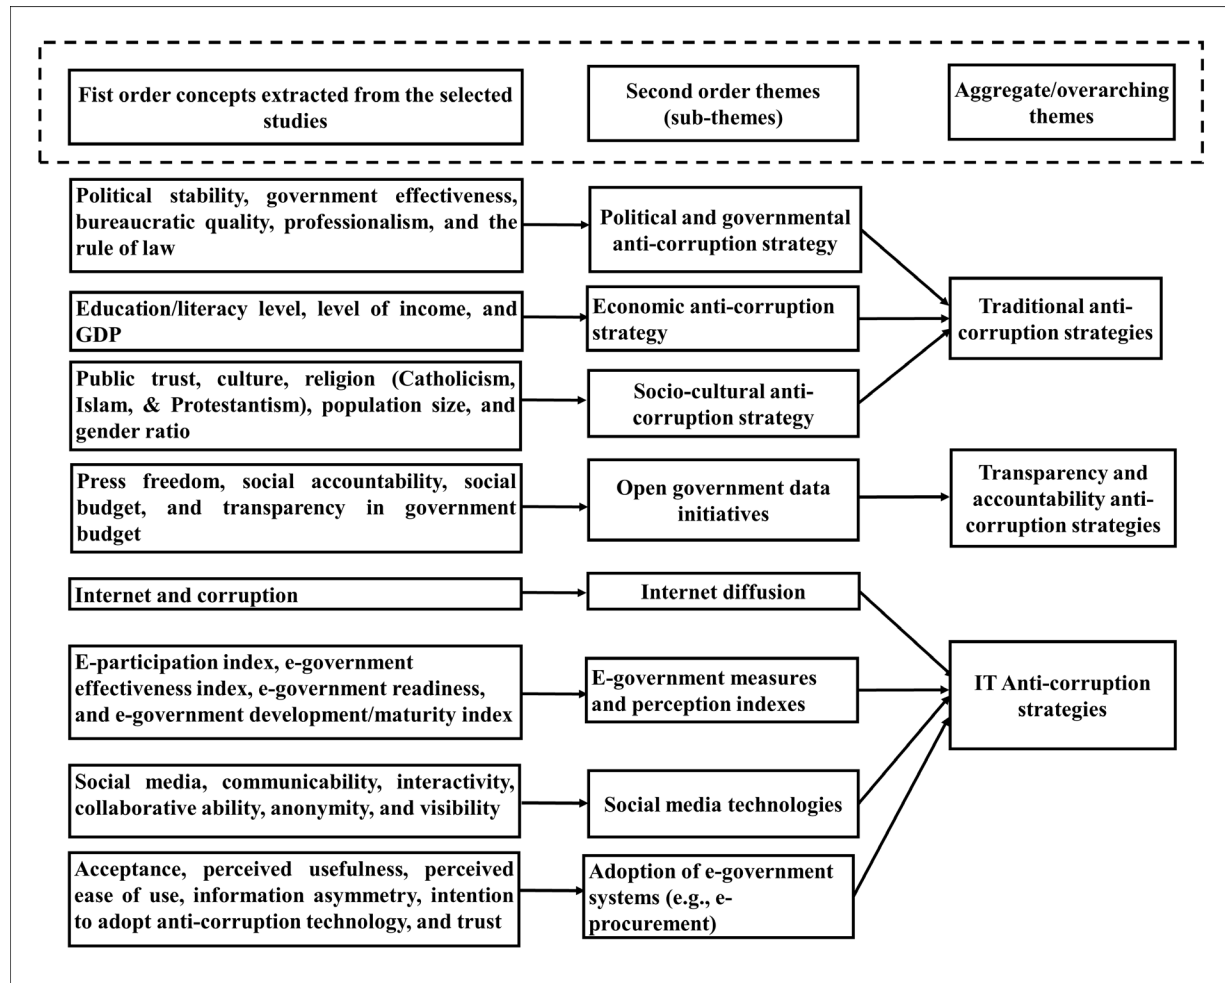 Fist order concepts extracted from the selected
studies
Second order themes
(sub-themes)
Aggregate/overarching
themes
Political stability, government effectiveness,
bureaucratic quality, professionalism, and the
rule of law
Political and governmental
anti-corruption strategy
Education/literacy level, level of income, and
GDP
Economic anti-corruption
strategy
Traditional anti-
corruption strategies
Public trust, culture, religion (Catholicism,
Islam, & Protestantism), population size, and
gender ratio
Socio-cultural anti-
corruption strategy
Press freedom, social accountability, social
budget, and transparency in government
budget
Open government data
initiatives
Transparency and
accountability anti-
corruption strategies
Internet and corruption
Internet diffusion
E-participation index, e-government
effectiveness index, e-government readiness,
and e-government development/maturity index
E-government measures
and perception indexes
IT Anti-corruption
strategies
Social media, communicability, interactivity,
collaborative ability, anonymity, and visibility
Social media technologies
Acceptance, perceived usefulness, perceived
ease of use, information asymmetry, intention
to adopt anti-corruption technology, and trust
Adoption of e-government
systems (e.g., e-
procurement)